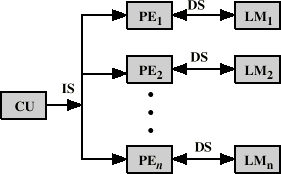 PE1 DS LM1
PE2 DS LM2
IS
CU
PEn DS LMn